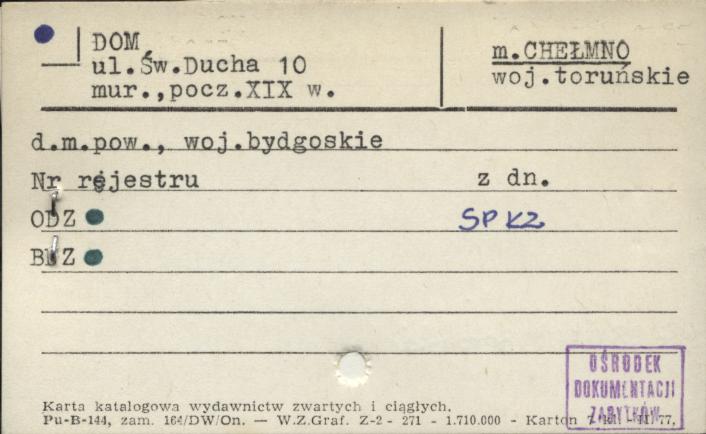 DOM
ul.Św.Ducha 10
mur.,pocz.XIX w.
m.CHEŁMNO
woj.toruńskie
d.m.pow., woj.bydgoskie
Nr rejestru z dn.
ODZ SPKZ
BDZ
OŚRODEK
DOKUMENTACJI
ZABYTKÓW
Karta katalogowa wydawnictw zwartych i ciągłych.
Pu-B-144, zam. 164/DW/On. — W.Z.Graf. Z-2 - 271 - 1.710.000 - Karton 7 77.